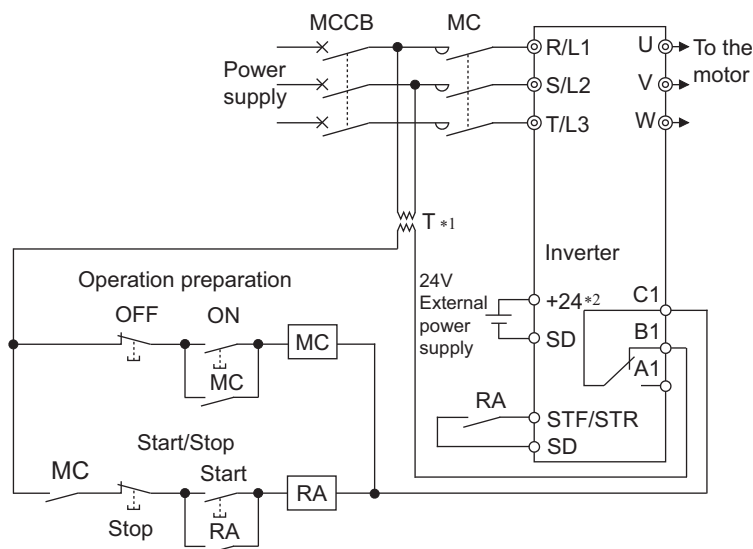 MCCB
MC
Power
supply
R/L1
S/L2
T/L3
U
V
W
To the
motor
T *1
Inverter
Operation preparation
OFF
ON
MC
MC
24V
External
power
supply
+24*2
SD
C1
B1
A1
RA
STF/STR
SD
Start/Stop
MC
Stop
Start
RA
RA